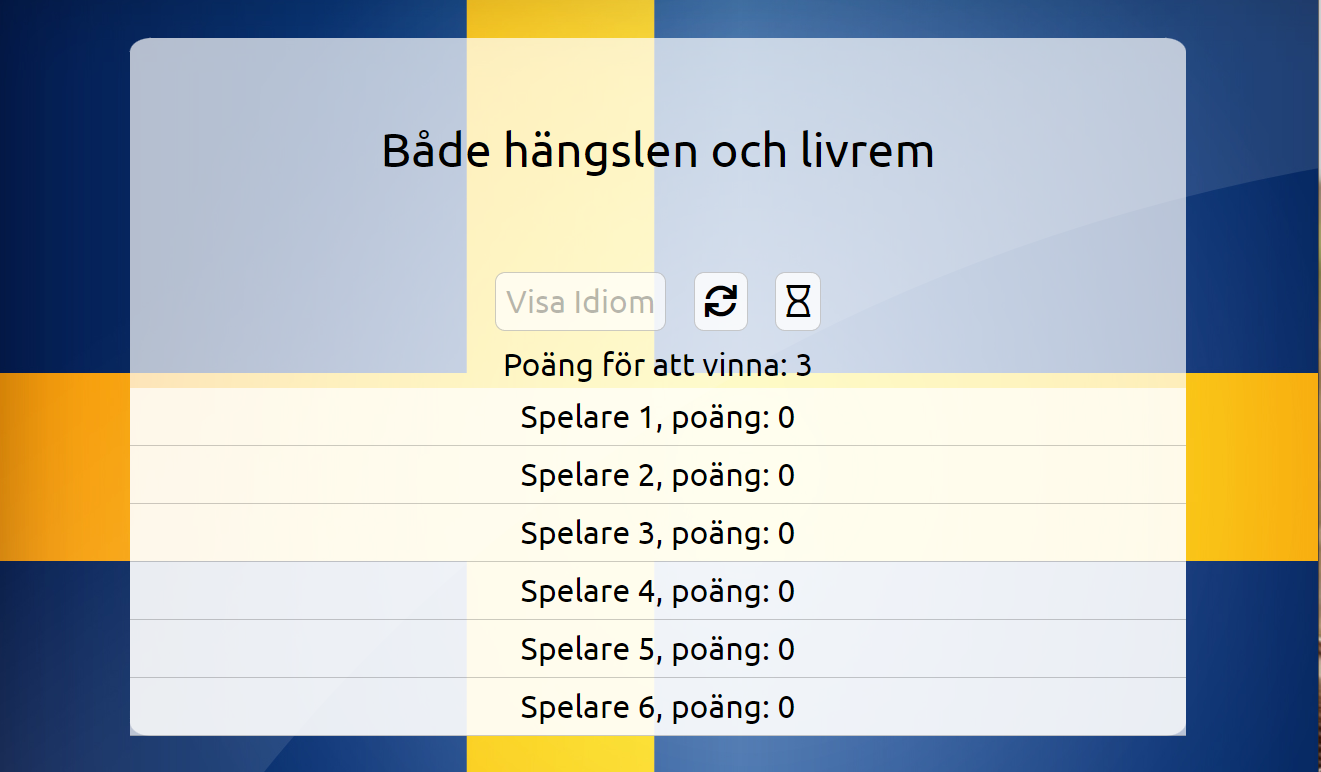 Både hängslen och livrem
Visa Idiom
Poäng för att vinna: 3
Spelare 1, poäng: 0
Spelare 2, poäng: 0
Spelare 3, poäng: 0
Spelare 4, poäng: 0
Spelare 5, poäng: 0
Spelare 6, poäng: 0